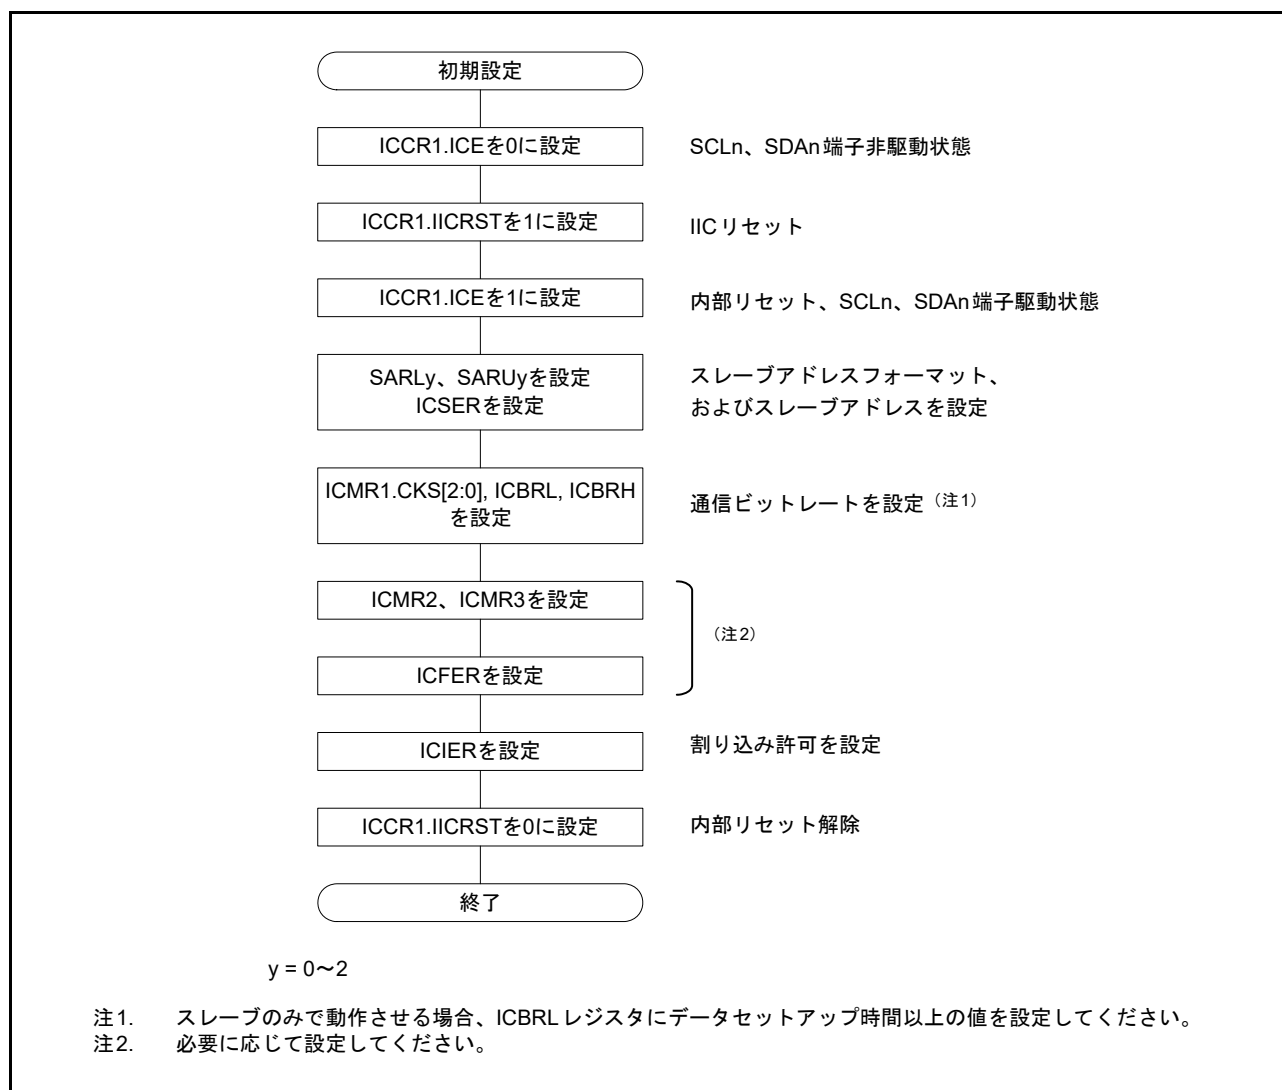 初期設定
ICCR1.ICEを0に設定
SCLn、SDAn端子非駆動状態
ICCR1.IICRSTを1に設定
IICリセット
ICCR1.ICEを1に設定
内部リセット、SCLn、SDAn端子駆動状態
SARLy、SARUyを設定
ICSERを設定
スレーブアドレスフォーマット、
およびスレーブアドレスを設定
ICMR1.CKS[2:0], ICBRL, ICBRH
を設定
通信ビットレートを設定（注1）
ICMR2、ICMR3を設定
（注2）
ICFERを設定
ICIERを設定
割り込み許可を設定
ICCR1.IICRSTを0に設定
内部リセット解除
終了
y = 0～2
注1. スレーブのみで動作させる場合、ICBRLレジスタにデータセットアップ時間以上の値を設定してください。
注2. 必要に応じて設定してください。